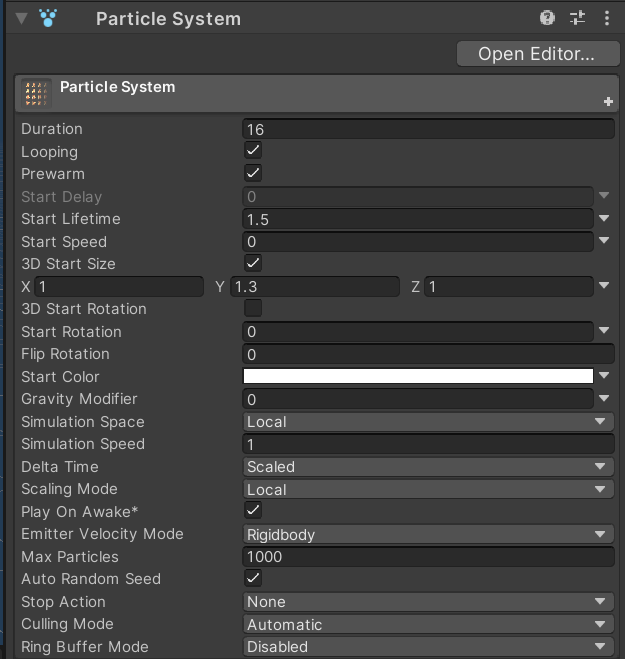 Particle System
Open Editor...
Particle System
Duration 16
Looping
Prewarm
Start Delay 0
Start Lifetime 1.5
Start Speed 0
3D Start Size
X 1 Y 1.3 Z 1
3D Start Rotation
Start Rotation 0
Flip Rotation 0
Start Color
Gravity Modifier 0
Simulation Space Local
Simulation Speed 1
Delta Time Scaled
Scaling Mode Local
Play On Awake*
Emitter Velocity Mode Rigidbody
Max Particles 1000
Auto Random Seed
Stop Action None
Culling Mode Automatic
Ring Buffer Mode Disabled